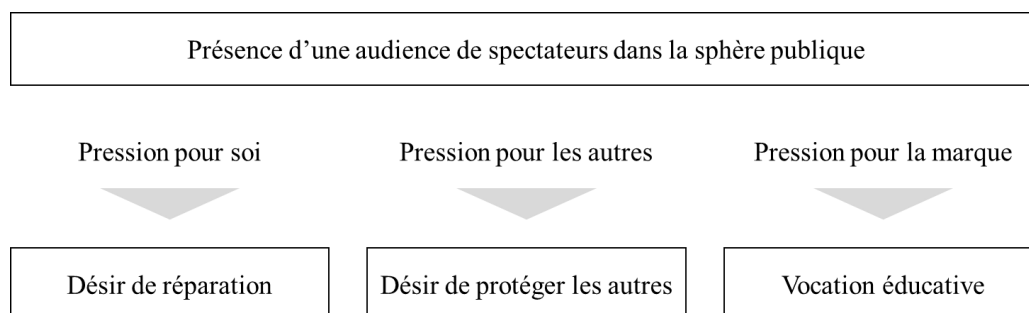 Présence d’une audience de spectateurs dans la sphère publique
Pression pour soi
Pression pour les autres
Pression pour la marque
Désir de réparation
Désir de protéger les autres
Vocation éducative